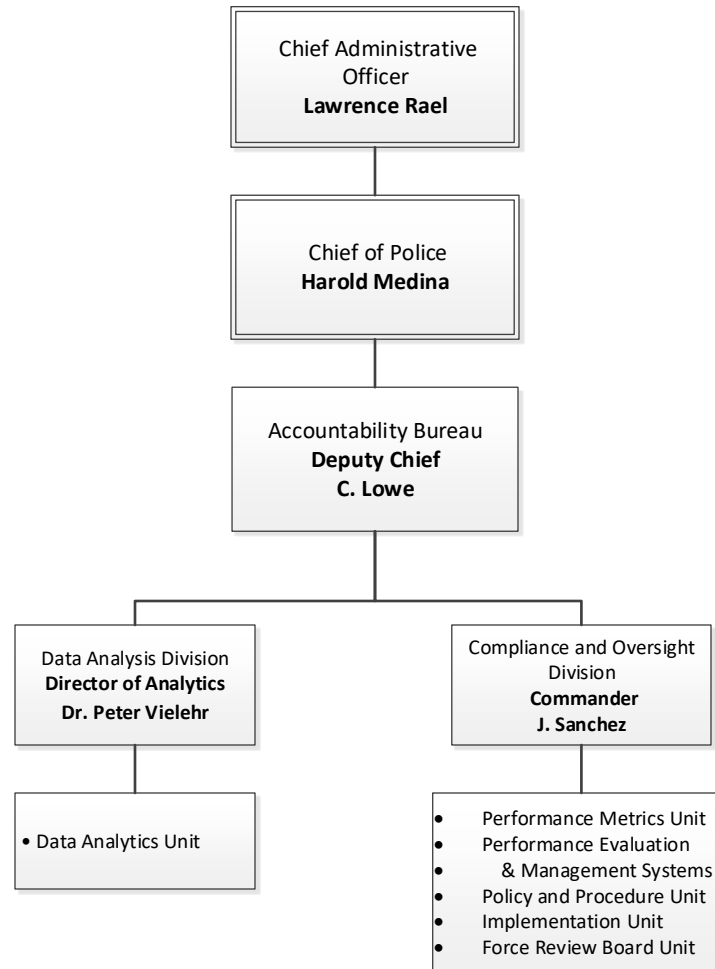 Chief Administrative
Officer
Lawrence Rael
Chief of Police
Harold Medina
Accountability Bureau
Deputy Chief
C. Lowe
Data Analysis Division
Director of Analytics
Dr. Peter Vielehr
Compliance and Oversight
Division
Commander
J. Sanchez
• Data Analytics Unit
• Performance Metrics Unit
• Performance Evaluation
• & Management Systems
• Policy and Procedure Unit
• Implementation Unit
• Force Review Board Unit